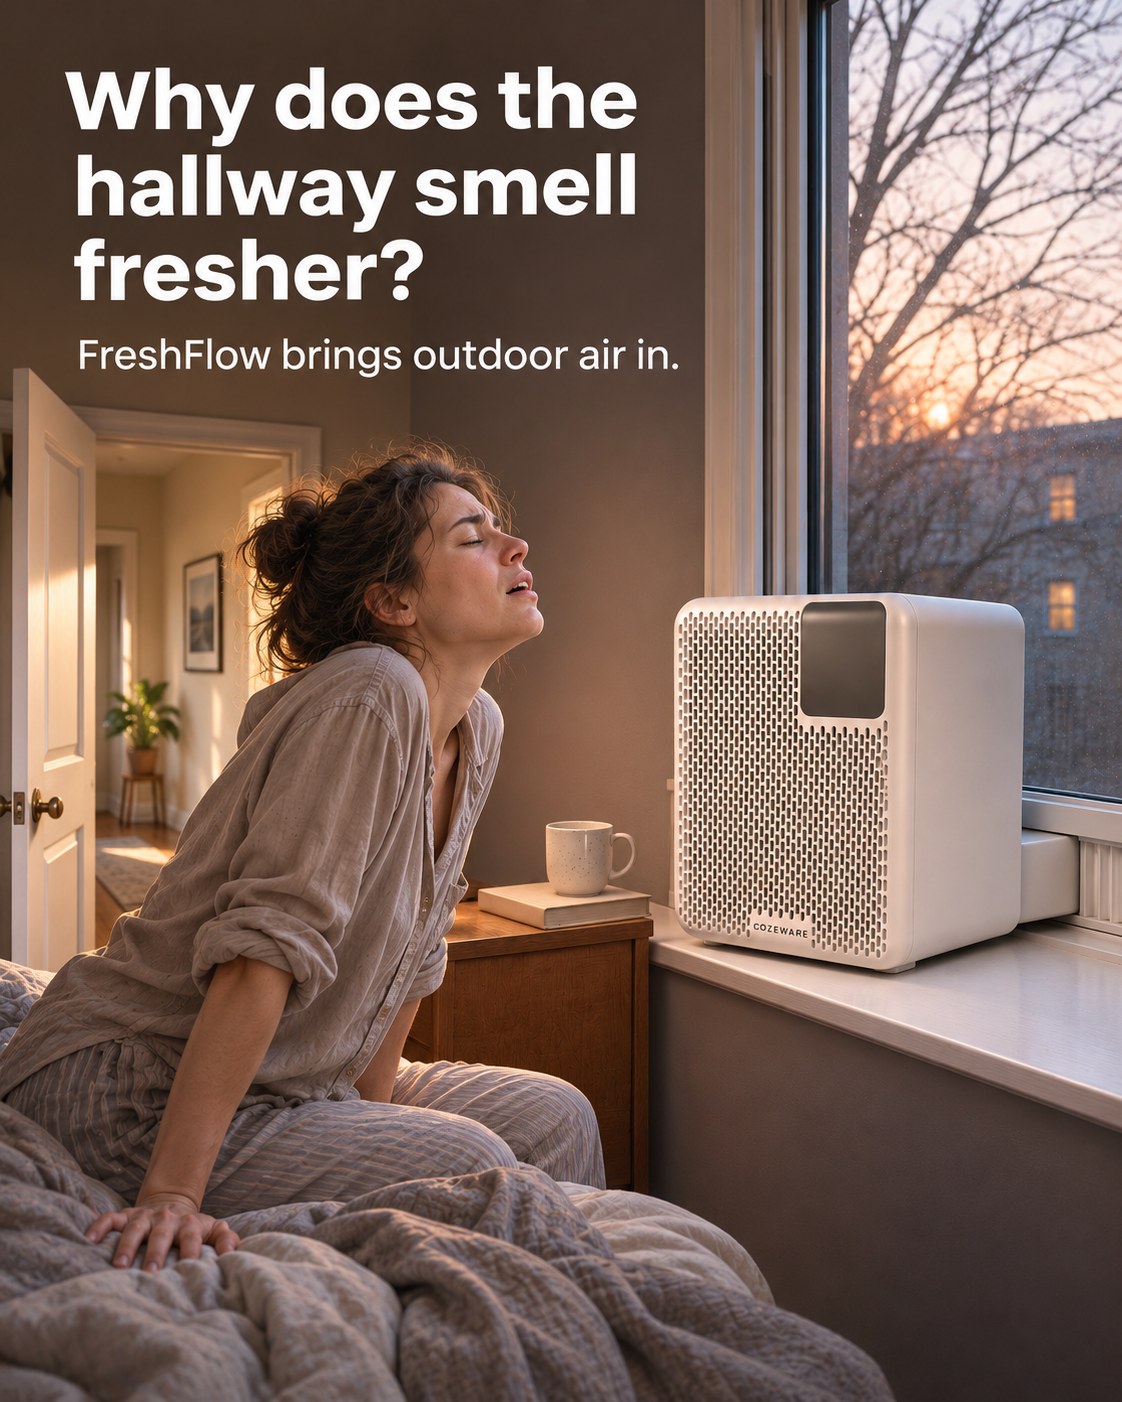 Why does the
hallway smell
fresher?
FreshFlow brings outdoor air in.
COZEWARE